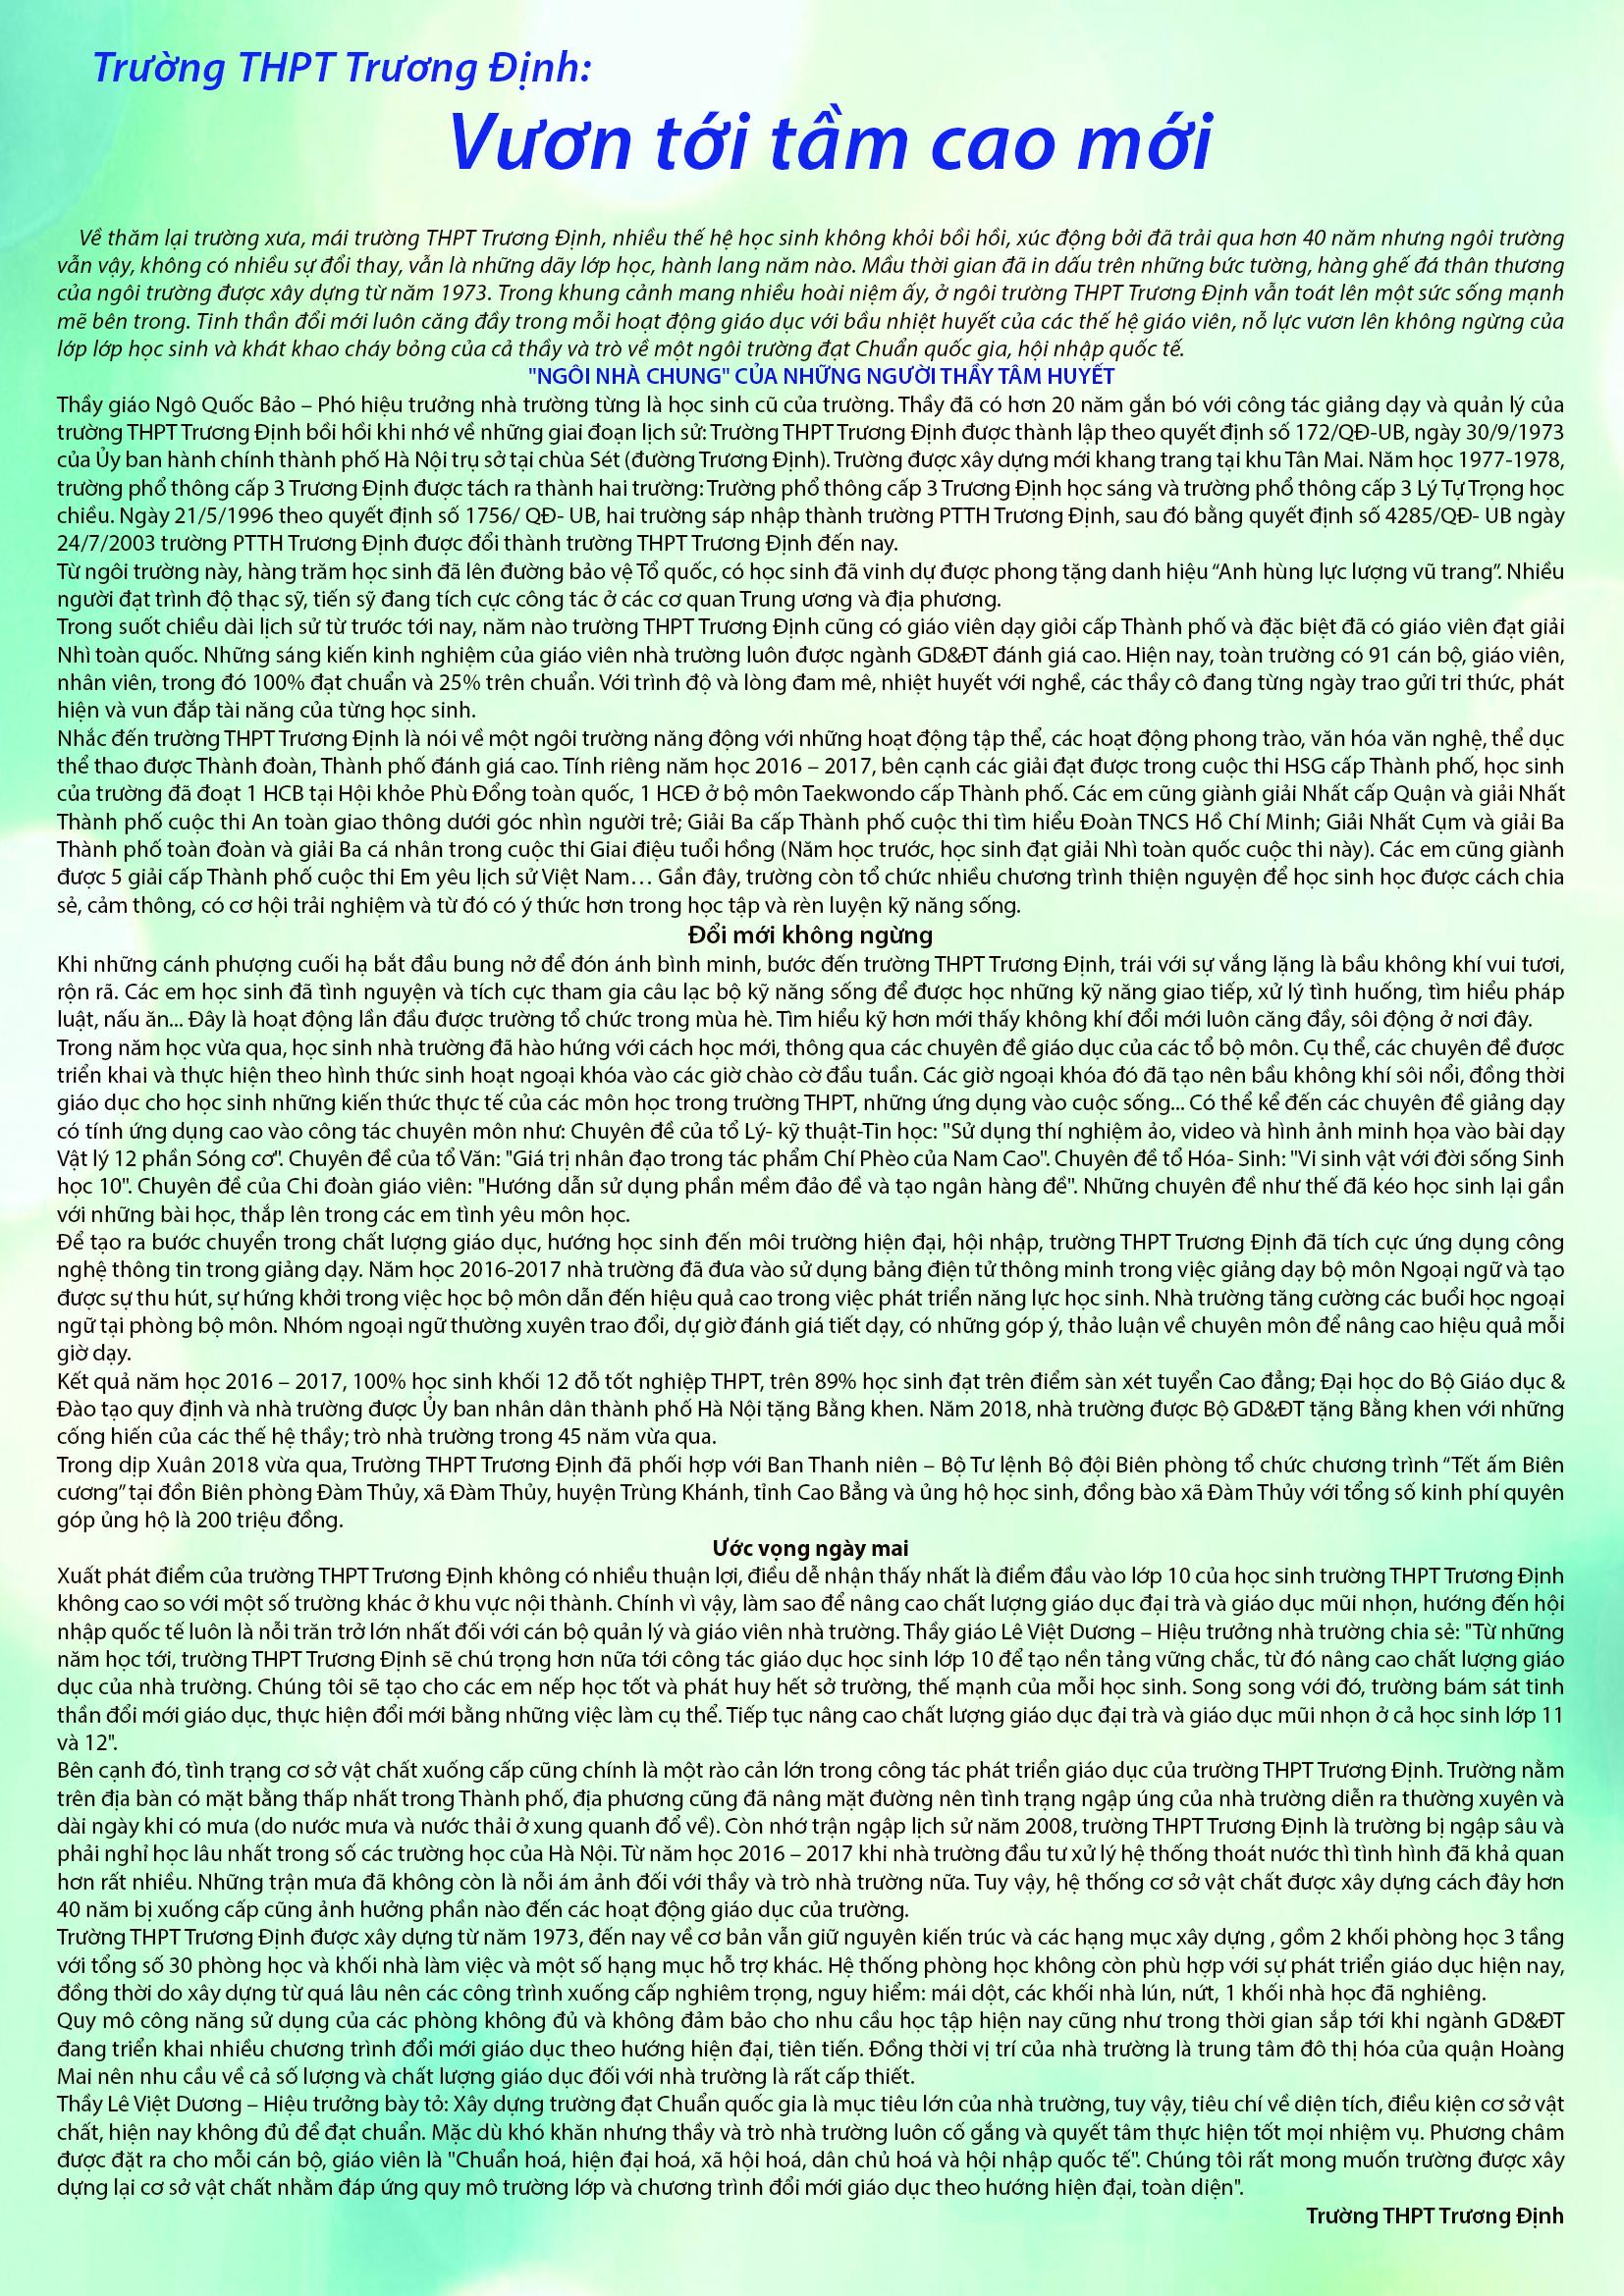 Trường THPT Trương Định:
Vươn tới tầm cao mới
Về thăm lại trường xưa, mái trường THPT Trương Định, nhiều thế hệ học sinh không khỏi bồi hồi, xúc động bởi đã trải qua hơn 40 năm nhưng ngôi trường
vẫn vậy, không có nhiều sự đổi thay, vẫn là những dãy lớp học, hành lang năm nào. Mầu thời gian đã in dấu trên những bức tường, hàng ghế đá thân thương
của ngôi trường được xây dựng từ năm 1973. Trong khung cảnh mang nhiều hoài niệm ấy, ở ngôi trường THPT Trương Định vẫn toát lên một sức sống mạnh
mẽ bên trong. Tinh thần đổi mới luôn căng đầy trong mỗi hoạt động giáo dục với bầu nhiệt huyết của các thế hệ giáo viên, nỗ lực vươn lên không ngừng của
lớp lớp học sinh và khát khao cháy bỏng của cả thầy và trò về một ngôi trường đạt Chuẩn quốc gia, hội nhập quốc tế.
"NGÔI NHÀ CHUNG" CỦA NHỮNG NGƯỜI THẦY TÂM HUYẾT
Thầy giáo Ngô Quốc Bảo – Phó hiệu trưởng nhà trường từng là học sinh cũ của trường. Thầy đã có hơn 20 năm gắn bó với công tác giảng dạy và quản lý của
trường THPT Trương Định bồi hồi khi nhớ về những giai đoạn lịch sử: Trường THPT Trương Định được thành lập theo quyết định số 172/QĐ-UB, ngày 30/9/1973
của Ủy ban hành chính thành phố Hà Nội trụ sở tại chùa Sét (đường Trương Định). Trường được xây dựng mới khang trang tại khu Tân Mai. Năm học 1977-1978,
trường phổ thông cấp 3 Trương Định được tách ra thành hai trường: Trường phổ thông cấp 3 Trương Định học sáng và trường phổ thông cấp 3 Lý Tự Trọng học
chiều. Ngày 21/5/1996 theo quyết định số 1756/ QĐ- UB, hai trường sáp nhập thành trường PTTH Trương Định, sau đó bằng quyết định số 4285/QĐ- UB ngày
24/7/2003 trường PTTH Trương Định được đổi thành trường THPT Trương Định đến nay.
Từ ngôi trường này, hàng trăm học sinh đã lên đường bảo vệ Tổ quốc, có học sinh đã vinh dự được phong tặng danh hiệu “Anh hùng lực lượng vũ trang”. Nhiều
người đạt trình độ thạc sỹ, tiến sỹ đang tích cực công tác ở các cơ quan Trung ương và địa phương.
Trong suốt chiều dài lịch sử từ trước tới nay, năm nào trường THPT Trương Định cũng có giáo viên dạy giỏi cấp Thành phố và đặc biệt đã có giáo viên đạt giải
Nhì toàn quốc. Những sáng kiến kinh nghiệm của giáo viên nhà trường luôn được ngành GD&ĐT đánh giá cao. Hiện nay, toàn trường có 91 cán bộ, giáo viên,
nhân viên, trong đó 100% đạt chuẩn và 25% trên chuẩn. Với trình độ và lòng đam mê, nhiệt huyết với nghề, các thầy cô đang từng ngày trao gửi tri thức, phát
hiện và vun đắp tài năng của từng học sinh.
Nhắc đến trường THPT Trương Định là nói về một ngôi trường năng động với những hoạt động tập thể, các hoạt động phong trào, văn hóa văn nghệ, thể dục
thể thao được Thành đoàn, Thành phố đánh giá cao. Tính riêng năm học 2016 – 2017, bên cạnh các giải đạt được trong cuộc thi HSG cấp Thành phố, học sinh
của trường đã đoạt 1 HCB tại Hội khỏe Phù Đổng toàn quốc, 1 HCĐ ở bộ môn Taekwondo cấp Thành phố. Các em cũng giành giải Nhất cấp Quận và giải Nhất
Thành phố cuộc thi An toàn giao thông dưới góc nhìn người trẻ; Giải Ba cấp Thành phố cuộc thi tìm hiểu Đoàn TNCS Hồ Chí Minh; Giải Nhất Cụm và giải Ba
Thành phố toàn đoàn và giải Ba cá nhân trong cuộc thi Giai điệu tuổi hồng (Năm học trước, học sinh đạt giải Nhì toàn quốc cuộc thi này). Các em cũng giành
được 5 giải cấp Thành phố cuộc thi Em yêu lịch sử Việt Nam… Gần đây, trường còn tổ chức nhiều chương trình thiện nguyện để học sinh học được cách chia
sẻ, cảm thông, có cơ hội trải nghiệm và từ đó có ý thức hơn trong học tập và rèn luyện kỹ năng sống.
Đổi mới không ngừng
Khi những cánh phượng cuối hạ bắt đầu bung nở để đón ánh bình minh, bước đến trường THPT Trương Định, trái với sự vắng lặng là bầu không khí vui tươi,
rộn rã. Các em học sinh đã tình nguyện và tích cực tham gia câu lạc bộ kỹ năng sống để được học những kỹ năng giao tiếp, xử lý tình huống, tìm hiểu pháp
luật, nấu ăn... Đây là hoạt động lần đầu được trường tổ chức trong mùa hè. Tìm hiểu kỹ hơn mới thấy không khí đổi mới luôn căng đầy, sôi động ở nơi đây.
Trong năm học vừa qua, học sinh nhà trường đã hào hứng với cách học mới, thông qua các chuyên đề giáo dục của các tổ bộ môn. Cụ thể, các chuyên đề được
triển khai và thực hiện theo hình thức sinh hoạt ngoại khóa vào các giờ chào cờ đầu tuần. Các giờ ngoại khóa đó đã tạo nên bầu không khí sôi nổi, đồng thời
giáo dục cho học sinh những kiến thức thực tế của các môn học trong trường THPT, những ứng dụng vào cuộc sống... Có thể kể đến các chuyên đề giảng dạy
có tính ứng dụng cao vào công tác chuyên môn như: Chuyên đề của tổ Lý- kỹ thuật-Tin học: "Sử dụng thí nghiệm ảo, video và hình ảnh minh họa vào bài dạy
Vật lý 12 phần Sóng cơ". Chuyên đề của tổ Văn: "Giá trị nhân đạo trong tác phẩm Chí Phèo của Nam Cao". Chuyên đề tổ Hóa- Sinh: "Vi sinh vật với đời sống Sinh
học 10". Chuyên đề của Chi đoàn giáo viên: "Hướng dẫn sử dụng phần mềm đảo đề và tạo ngân hàng đề". Những chuyên đề như thế đã kéo học sinh lại gần
với những bài học, thắp lên trong các em tình yêu môn học.
Để tạo ra bước chuyển trong chất lượng giáo dục, hướng học sinh đến môi trường hiện đại, hội nhập, trường THPT Trương Định đã tích cực ứng dụng công
nghệ thông tin trong giảng dạy. Năm học 2016-2017 nhà trường đã đưa vào sử dụng bảng điện tử thông minh trong việc giảng dạy bộ môn Ngoại ngữ và tạo
được sự thu hút, sự hứng khởi trong việc học bộ môn dẫn đến hiệu quả cao trong việc phát triển năng lực học sinh. Nhà trường tăng cường các buổi học ngoại
ngữ tại phòng bộ môn. Nhóm ngoại ngữ thường xuyên trao đổi, dự giờ đánh giá tiết dạy, có những góp ý, thảo luận về chuyên môn để nâng cao hiệu quả mỗi
giờ dạy.
Kết quả năm học 2016 – 2017, 100% học sinh khối 12 đỗ tốt nghiệp THPT, trên 89% học sinh đạt trên điểm sàn xét tuyển Cao đẳng; Đại học do Bộ Giáo dục &
Đào tạo quy định và nhà trường được Ủy ban nhân dân thành phố Hà Nội tặng Bằng khen. Năm 2018, nhà trường được Bộ GD&ĐT tặng Bằng khen với những
cống hiến của các thế hệ thầy; trò nhà trường trong 45 năm vừa qua.
Trong dịp Xuân 2018 vừa qua, Trường THPT Trương Định đã phối hợp với Ban Thanh niên – Bộ Tư lệnh Bộ đội Biên phòng tổ chức chương trình “Tết ấm Biên
cương” tại đồn Biên phòng Đàm Thủy, xã Đàm Thủy, huyện Trùng Khánh, tỉnh Cao Bẳng và ủng hộ học sinh, đồng bào xã Đàm Thủy với tổng số kinh phí quyên
góp ủng hộ là 200 triệu đồng.
Ước vọng ngày mai
Xuất phát điểm của trường THPT Trương Định không có nhiều thuận lợi, điều dễ nhận thấy nhất là điểm đầu vào lớp 10 của học sinh trường THPT Trương Định
không cao so với một số trường khác ở khu vực nội thành. Chính vì vậy, làm sao để nâng cao chất lượng giáo dục đại trà và giáo dục mũi nhọn, hướng đến hội
nhập quốc tế luôn là nỗi trăn trở lớn nhất đối với cán bộ quản lý và giáo viên nhà trường. Thầy giáo Lê Việt Dương – Hiệu trưởng nhà trường chia sẻ: "Từ những
năm học tới, trường THPT Trương Định sẽ chú trọng hơn nữa tới công tác giáo dục học sinh lớp 10 để tạo nền tảng vững chắc, từ đó nâng cao chất lượng giáo
dục của nhà trường. Chúng tôi sẽ tạo cho các em nếp học tốt và phát huy hết sở trường, thế mạnh của mỗi học sinh. Song song với đó, trường bám sát tinh
thần đổi mới giáo dục, thực hiện đổi mới bằng những việc làm cụ thể. Tiếp tục nâng cao chất lượng giáo dục đại trà và giáo dục mũi nhọn ở cả học sinh lớp 11
và 12".
Bên cạnh đó, tình trạng cơ sở vật chất xuống cấp cũng chính là một rào cản lớn trong công tác phát triển giáo dục của trường THPT Trương Định. Trường nằm
trên địa bàn có mặt bằng thấp nhất trong Thành phố, địa phương cũng đã nâng mặt đường nên tình trạng ngập úng của nhà trường diễn ra thường xuyên và
dài ngày khi có mưa (do nước mưa và nước thải ở xung quanh đổ về). Còn nhớ trận ngập lịch sử năm 2008, trường THPT Trương Định là trường bị ngập sâu và
phải nghỉ học lâu nhất trong số các trường học của Hà Nội. Từ năm học 2016 – 2017 khi nhà trường đầu tư xử lý hệ thống thoát nước thì tình hình đã khả quan
hơn rất nhiều. Những trận mưa đã không còn là nỗi ám ảnh đối với thầy và trò nhà trường nữa. Tuy vậy, hệ thống cơ sở vật chất được xây dựng cách đây hơn
40 năm bị xuống cấp cũng ảnh hưởng phần nào đến các hoạt động giáo dục của trường.
Trường THPT Trương Định được xây dựng từ năm 1973, đến nay về cơ bản vẫn giữ nguyên kiến trúc và các hạng mục xây dựng , gồm 2 khối phòng học 3 tầng
với tổng số 30 phòng học và khối nhà làm việc và một số hạng mục hỗ trợ khác. Hệ thống phòng học không còn phù hợp với sự phát triển giáo dục hiện nay,
đồng thời do xây dựng từ quá lâu nên các công trình xuống cấp nghiêm trọng, nguy hiểm: mái dột, các khối nhà lún, nứt, 1 khối nhà học đã nghiêng.
Quy mô công năng sử dụng của các phòng không đủ và không đảm bảo cho nhu cầu học tập hiện nay cũng như trong thời gian sắp tới khi ngành GD&ĐT
đang triển khai nhiều chương trình đổi mới giáo dục theo hướng hiện đại, tiên tiến. Đồng thời vị trí của nhà trường là trung tâm đô thị hóa của quận Hoàng
Mai nên nhu cầu về cả số lượng và chất lượng giáo dục đối với nhà trường là rất cấp thiết.
Thầy Lê Việt Dương – Hiệu trưởng bày tỏ: Xây dựng trường đạt Chuẩn quốc gia là mục tiêu lớn của nhà trường, tuy vậy, tiêu chí về diện tích, điều kiện cơ sở vật
chất, hiện nay không đủ để đạt chuẩn. Mặc dù khó khăn nhưng thầy và trò nhà trường luôn cố gắng và quyết tâm thực hiện tốt mọi nhiệm vụ. Phương châm
được đặt ra cho mỗi cán bộ, giáo viên là "Chuẩn hoá, hiện đại hoá, xã hội hoá, dân chủ hoá và hội nhập quốc tế". Chúng tôi rất mong muốn trường được xây
dựng lại cơ sở vật chất nhằm đáp ứng quy mô trường lớp và chương trình đổi mới giáo dục theo hướng hiện đại, toàn diện".
Trường THPT Trương Định